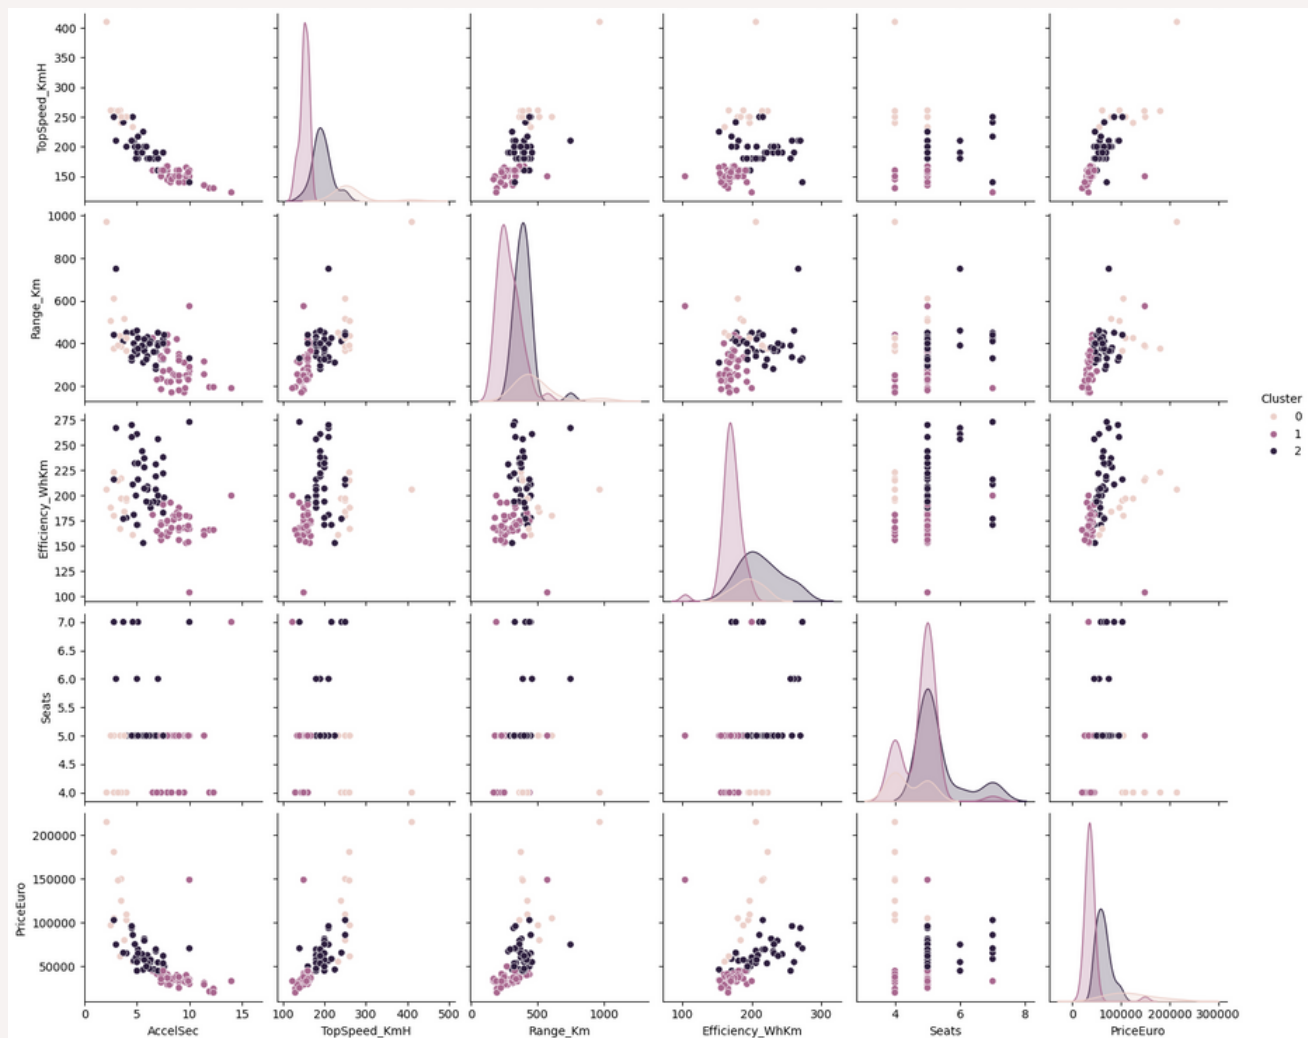 TopSpeed_KmH
400
350
300
250
200
150
Range_Km
1000
800
600
400
200
Cluster
0
1
2
Efficiency_WhKm
275
250
225
200
175
150
125
100
Seats
7.0
6.5
6.0
5.5
5.0
4.5
4.0
PriceEuro
200000
150000
100000
50000
0 5 10 15
100 200 300 400 500
0 500 1000
100 200 300
4 6 8
0 100000 200000 300000
AccelSec
TopSpeed_KmH
Range_Km
Efficiency_WhKm
Seats
PriceEuro